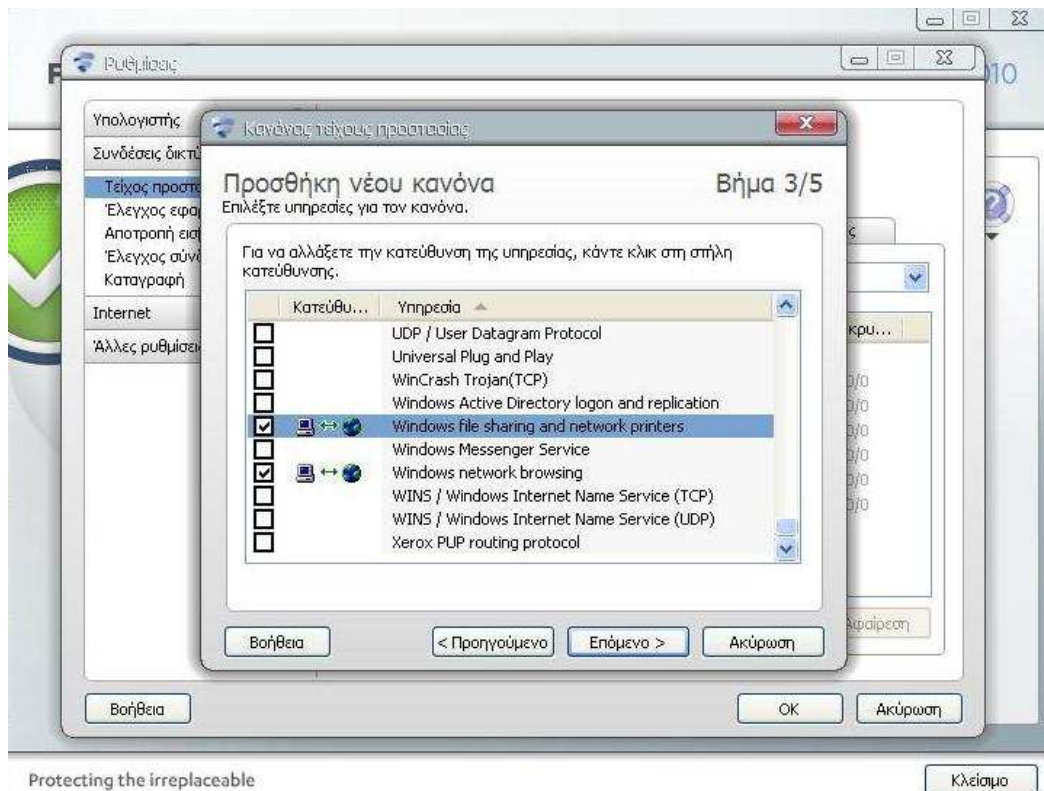 F
010
Ρυθμίσεις
Υπολογιστής
Συνδέσεις δικτύ
Τείχος προστα
Έλεγχος εφαρ
Αποτροπή εισ
Έλεγχος σύνδ
Καταγραφή
Internet
Άλλες ρυθμίσει
Κανόνας τείχους προστασίας
Προσθήκη νέου κανόνα
Βήμα 3/5
Επιλέξτε υπηρεσίες για τον κανόνα.
Για να αλλάξετε την κατεύθυνση της υπηρεσίας, κάντε κλικ στη στήλη
κατεύθυνσης.
Κατεύθυ... Υπηρεσία
UDP / User Datagram Protocol
Universal Plug and Play
WinCrash Trojan(TCP)
Windows Active Directory logon and replication
Windows file sharing and network printers
Windows Messenger Service
Windows network browsing
WINS / Windows Internet Name Service (TCP)
WINS / Windows Internet Name Service (UDP)
Xerox PUP routing protocol
Βοήθεια
< Προηγούμενο
Επόμενο >
Ακύρωση
ς
κρυ...
0/0
0/0
0/0
0/0
0/0
0/0
Αφαίρεση
Βοήθεια
OK
Ακύρωση
Protecting the irreplaceable
Κλείσιμο